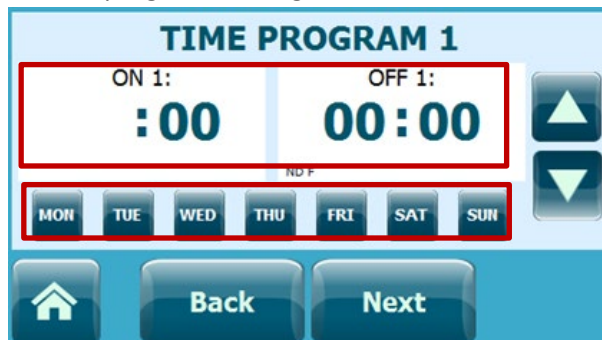 TIME PROGRAM 1
ON 1: OFF 1:
:00 00:00
ND F
MON TUE WED THU FRI SAT SUN
Back Next